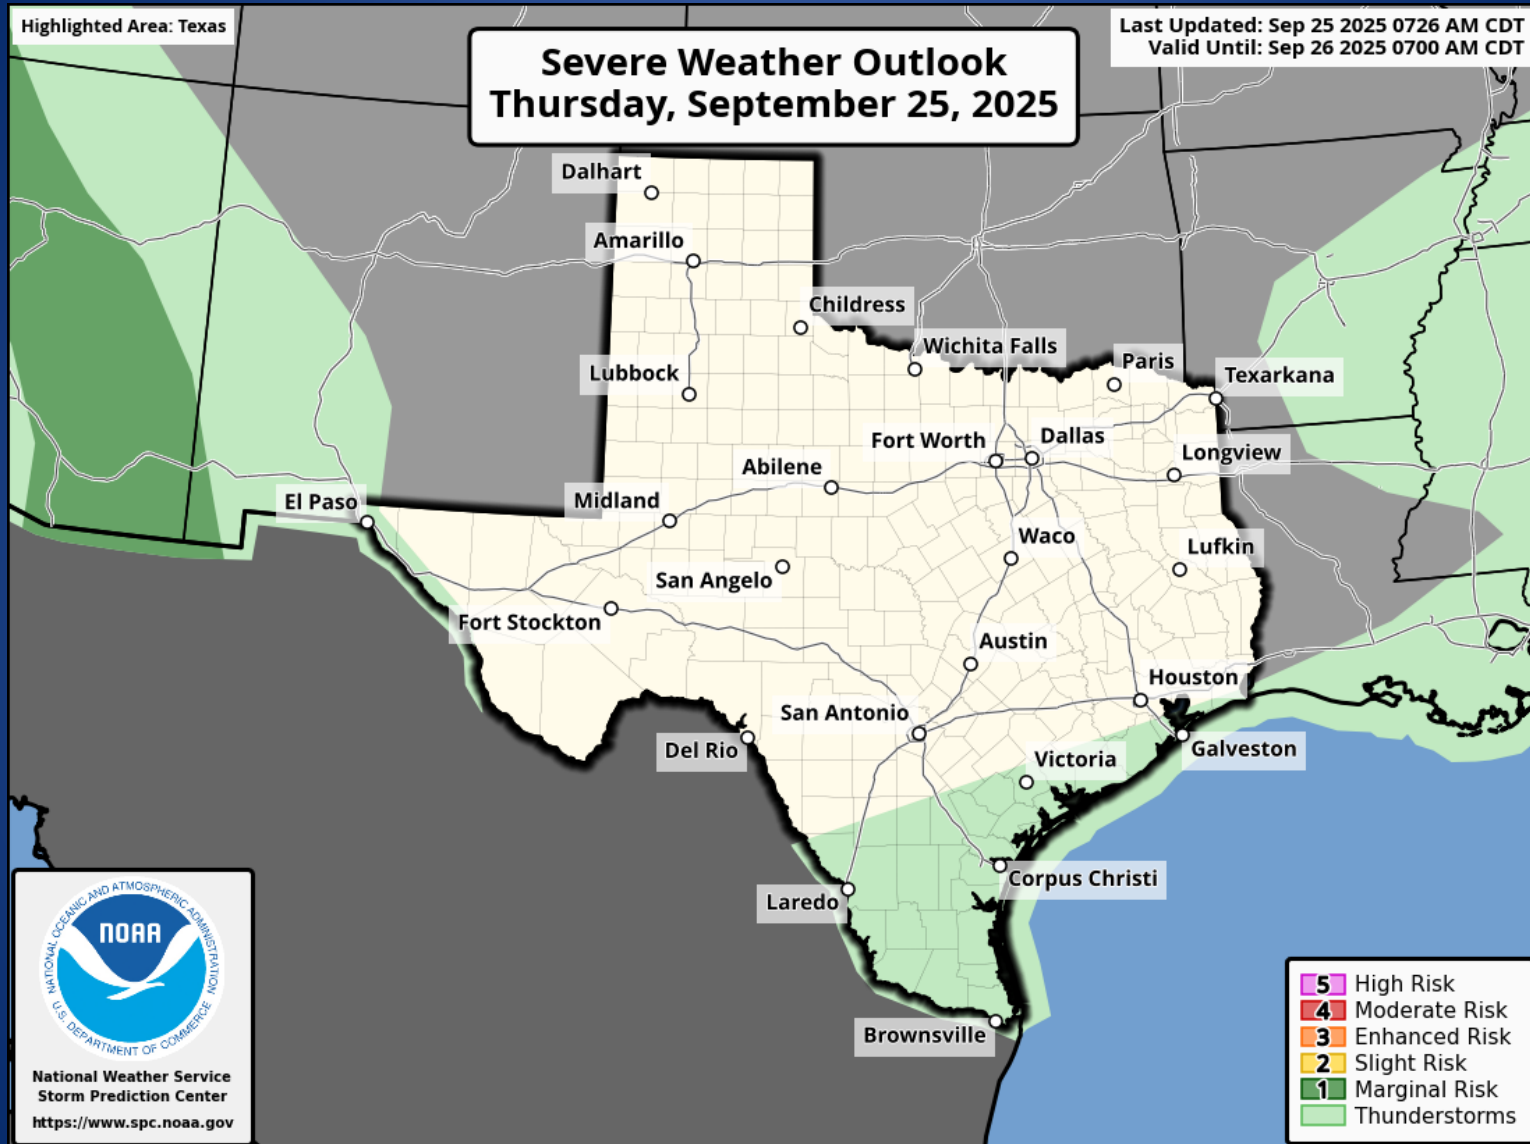 Highlighted Area: Texas
Last Updated: Sep 25 2025 0726 AM CDT
Valid Until: Sep 26 2025 0700 AM CDT
Severe Weather Outlook
Thursday, September 25, 2025
Dalhart
Amarillo
Childress
Wichita Falls
Paris
Texarkana
Lubbock
Fort Worth
Dallas
Longview
Abilene
El Paso
Midland
Waco
Lufkin
San Angelo
Fort Stockton
Austin
Houston
San Antonio
Del Rio
Galveston
Victoria
Corpus Christi
Laredo
Brownsville
NATIONAL OCEANIC AND ATMOSPHERIC ADMINISTRATION
NOAA
U.S. DEPARTMENT OF COMMERCE
National Weather Service
Storm Prediction Center
https://www.spc.noaa.gov
5 High Risk
4 Moderate Risk
3 Enhanced Risk
2 Slight Risk
1 Marginal Risk
Thunderstorms